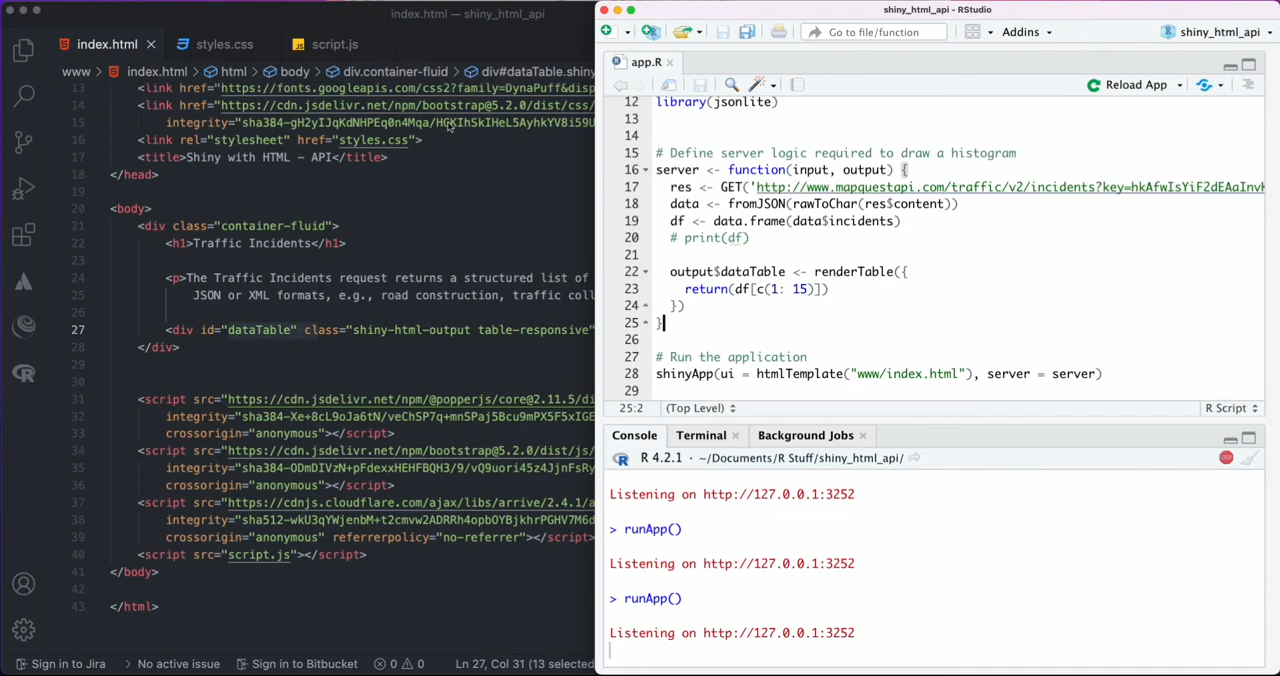 index.html — shiny_html_api
index.html
styles.css
JS script.js
www > index.html > html > body > div.container-fluid > div#dataTable.shiny
13 <link href="https://fonts.googleapis.com/css2?family=DynaPuff&disp
14 <link href="https://cdn.jsdelivr.net/npm/bootstrap@5.2.0/dist/css/
15 integrity="sha384-gH2yIJqKdNHPEq0n4Mqa/HGKIhSkIHeL5AyhkYV8i59U
16 <link rel="stylesheet" href="styles.css">
17 <title>Shiny with HTML - API</title>
18 </head>
19
20 <body>
21 <div class="container-fluid">
22 <h1>Traffic Incidents</h1>
23
24 <p>The Traffic Incidents request returns a structured list of
25 JSON or XML formats, e.g., road construction, traffic coll
26
27 <div id="dataTable" class="shiny-html-output table-responsive"
28 </div>
29
30
31 <script src="https://cdn.jsdelivr.net/npm/@popperjs/core@2.11.5/di
32 integrity="sha384-Xe+8cL9oJa6tN/veChSP7q+mnSPaj5Bcu9mPX5F5xIGE
33 crossorigin="anonymous"></script>
34 <script src="https://cdn.jsdelivr.net/npm/bootstrap@5.2.0/dist/js/
35 integrity="sha384-ODmDIVzN+pFdexxHEHFBQH3/9/vQ9uori45z4JjnFsRy
36 crossorigin="anonymous"></script>
37 <script src="https://cdnjs.cloudflare.com/ajax/libs/arrive/2.4.1/a
38 integrity="sha512-wkU3qYWjenbM+t2cmvw2ADRRh4opbOYBjkhrPGHV7M6d
39 crossorigin="anonymous" referrerpolicy="no-referrer"></script>
40 <script src="script.js"></script>
41 </body>
42
43 </html>
Sign in to Jira > No active issue Sign in to Bitbucket 0 0 Ln 27, Col 31 (13 selected
shiny_html_api - RStudio
Go to file/function
Addins
shiny_html_api
app.R
Reload App
12 library(jsonlite)
13
14
15 # Define server logic required to draw a histogram
16 server <- function(input, output) {
17 res <- GET('http://www.mapquestapi.com/traffic/v2/incidents?key=hkAfwIsYiF2dEAaInvK
18 data <- fromJSON(rawToChar(res$content))
19 df <- data.frame(data$incidents)
20 # print(df)
21
22 output$dataTable <- renderTable({
23 return(df[c(1: 15)])
24 })
25 }
26
27 # Run the application
28 shinyApp(ui = htmlTemplate("www/index.html"), server = server)
29
25:2 (Top Level) R Script
Console Terminal Background Jobs
R 4.2.1 · ~/Documents/R Stuff/shiny_html_api/
Listening on http://127.0.0.1:3252
> runApp()
Listening on http://127.0.0.1:3252
> runApp()
Listening on http://127.0.0.1:3252